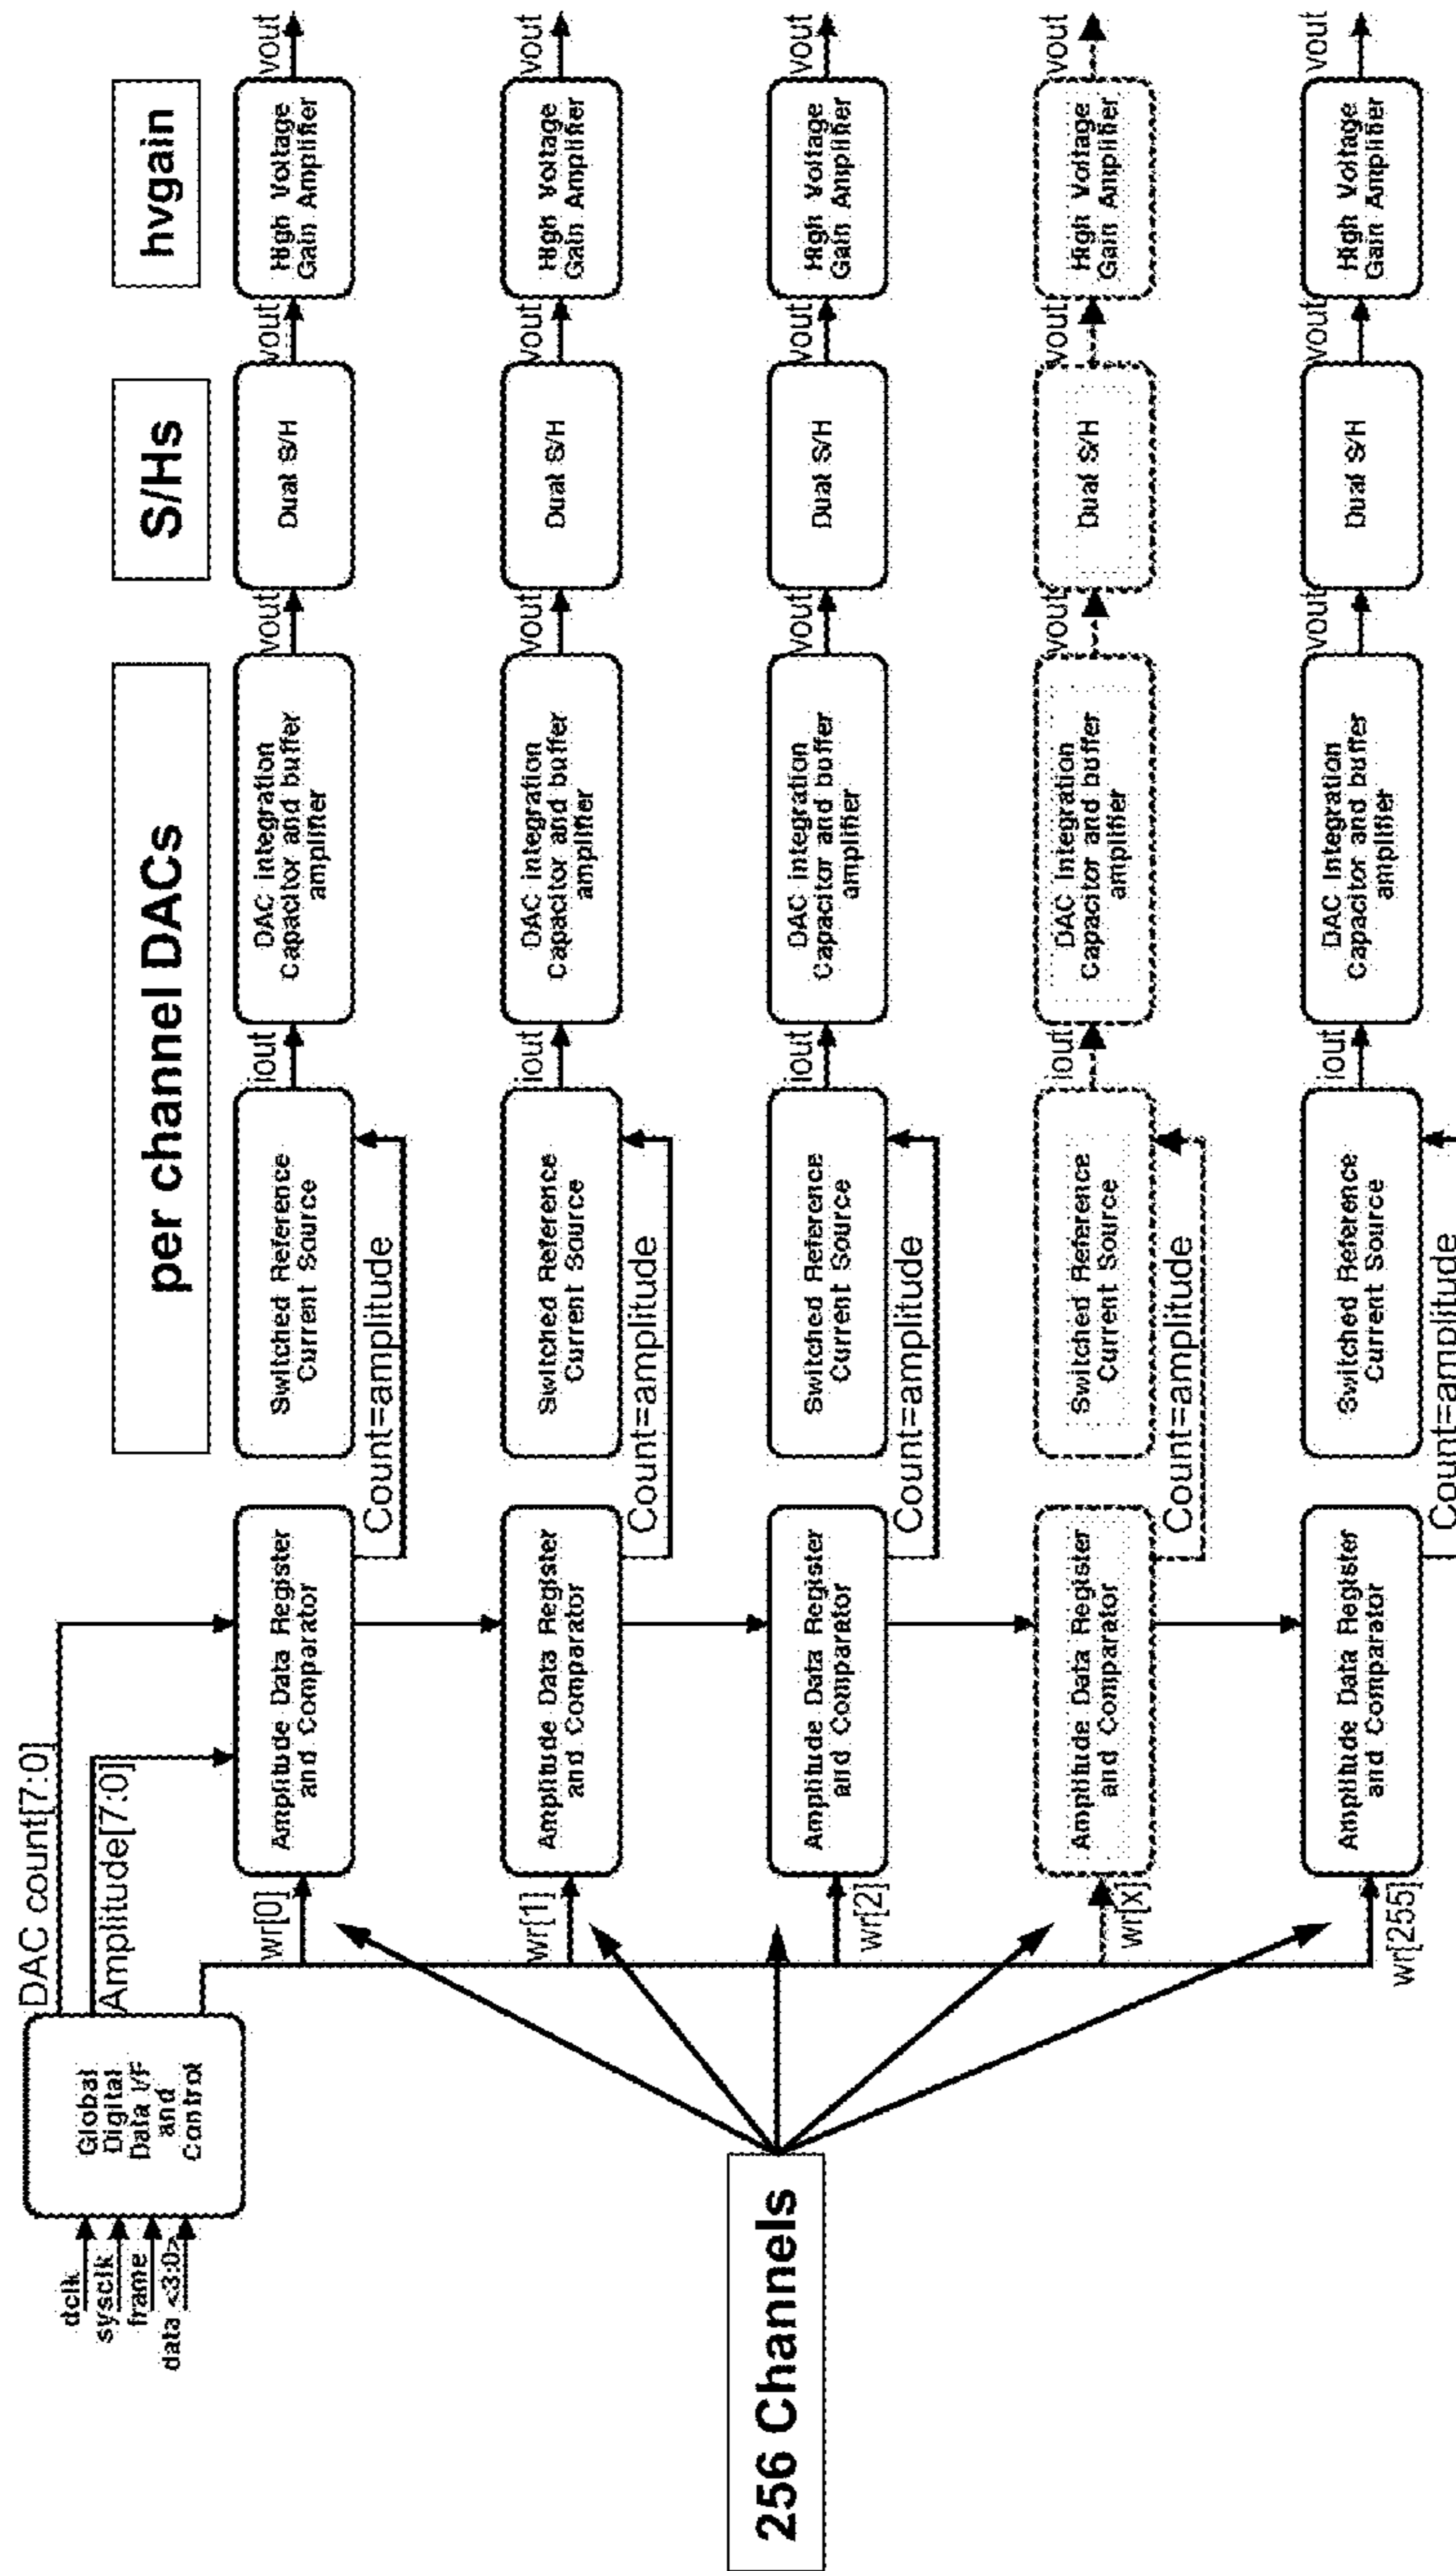 dclk
sysclk
frame
data <3:0>
Global
Digital
Data I/F
and
Control
DAC count[7:0]
Amplitude[7:0]
per channel DACs
S/Hs
hvgain
256 Channels
wr[0]
Amplitude Data Register
and Comparator
Count=amplitude
Switched Reference
Current Source
iout
DAC Integration
Capacitor and buffer
amplifier
vout
Dual S/H
vout
High Voltage
Gain Amplifier
vout
wr[1]
Amplitude Data Register
and Comparator
Count=amplitude
Switched Reference
Current Source
iout
DAC Integration
Capacitor and buffer
amplifier
vout
Dual S/H
vout
High Voltage
Gain Amplifier
vout
wr[2]
Amplitude Data Register
and Comparator
Count=amplitude
Switched Reference
Current Source
iout
DAC Integration
Capacitor and buffer
amplifier
vout
Dual S/H
vout
High Voltage
Gain Amplifier
vout
wr[x]
Amplitude Data Register
and Comparator
Count=amplitude
Switched Reference
Current Source
iout
DAC Integration
Capacitor and buffer
amplifier
vout
Dual S/H
vout
High Voltage
Gain Amplifier
vout
wr[255]
Amplitude Data Register
and Comparator
Count=amplitude
Switched Reference
Current Source
iout
DAC Integration
Capacitor and buffer
amplifier
vout
Dual S/H
vout
High Voltage
Gain Amplifier
vout